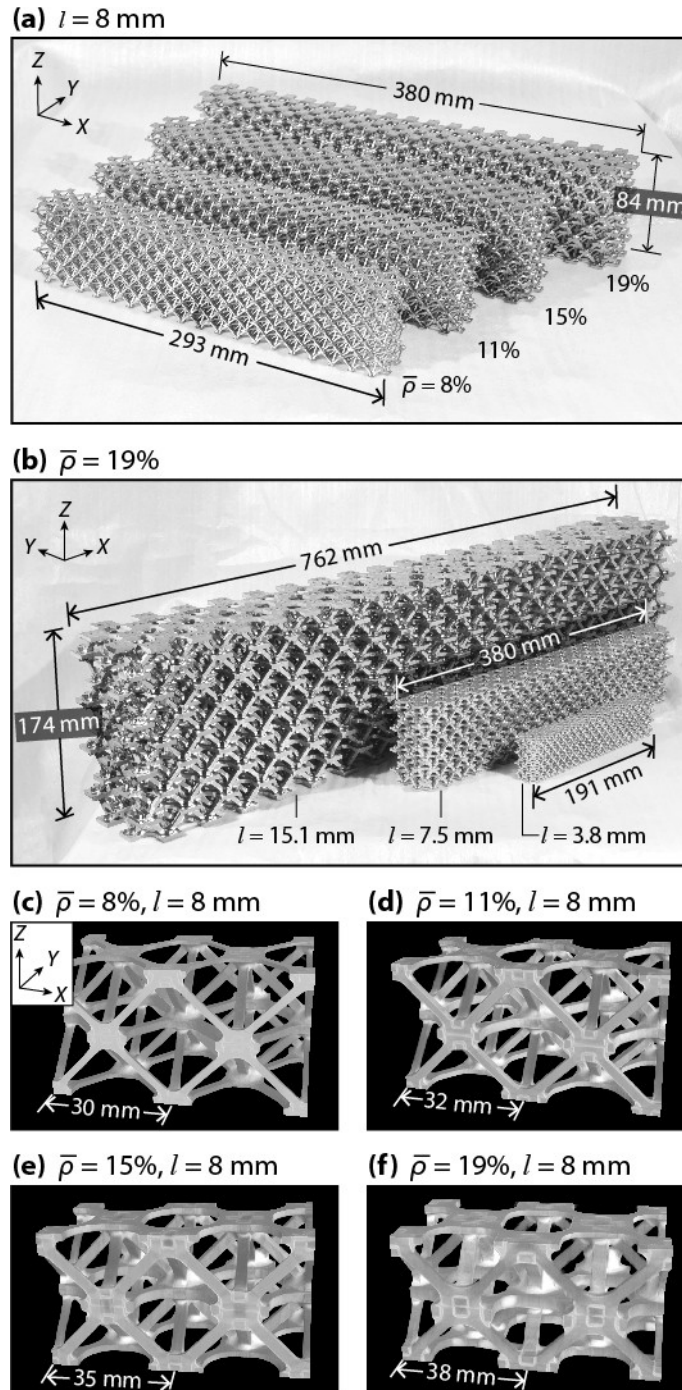 (a) l = 8 mm
Z
Y
X
380 mm
84 mm
19%
15%
11%
293 mm
ρ̅ = 8%
(b) ρ̅ = 19%
Z
Y
X
762 mm
380 mm
174 mm
191 mm
l = 15.1 mm
l = 7.5 mm
l = 3.8 mm
(c) ρ̅ = 8%, l = 8 mm
Z
Y
X
30 mm
(d) ρ̅ = 11%, l = 8 mm
32 mm
(e) ρ̅ = 15%, l = 8 mm
35 mm
(f) ρ̅ = 19%, l = 8 mm
38 mm